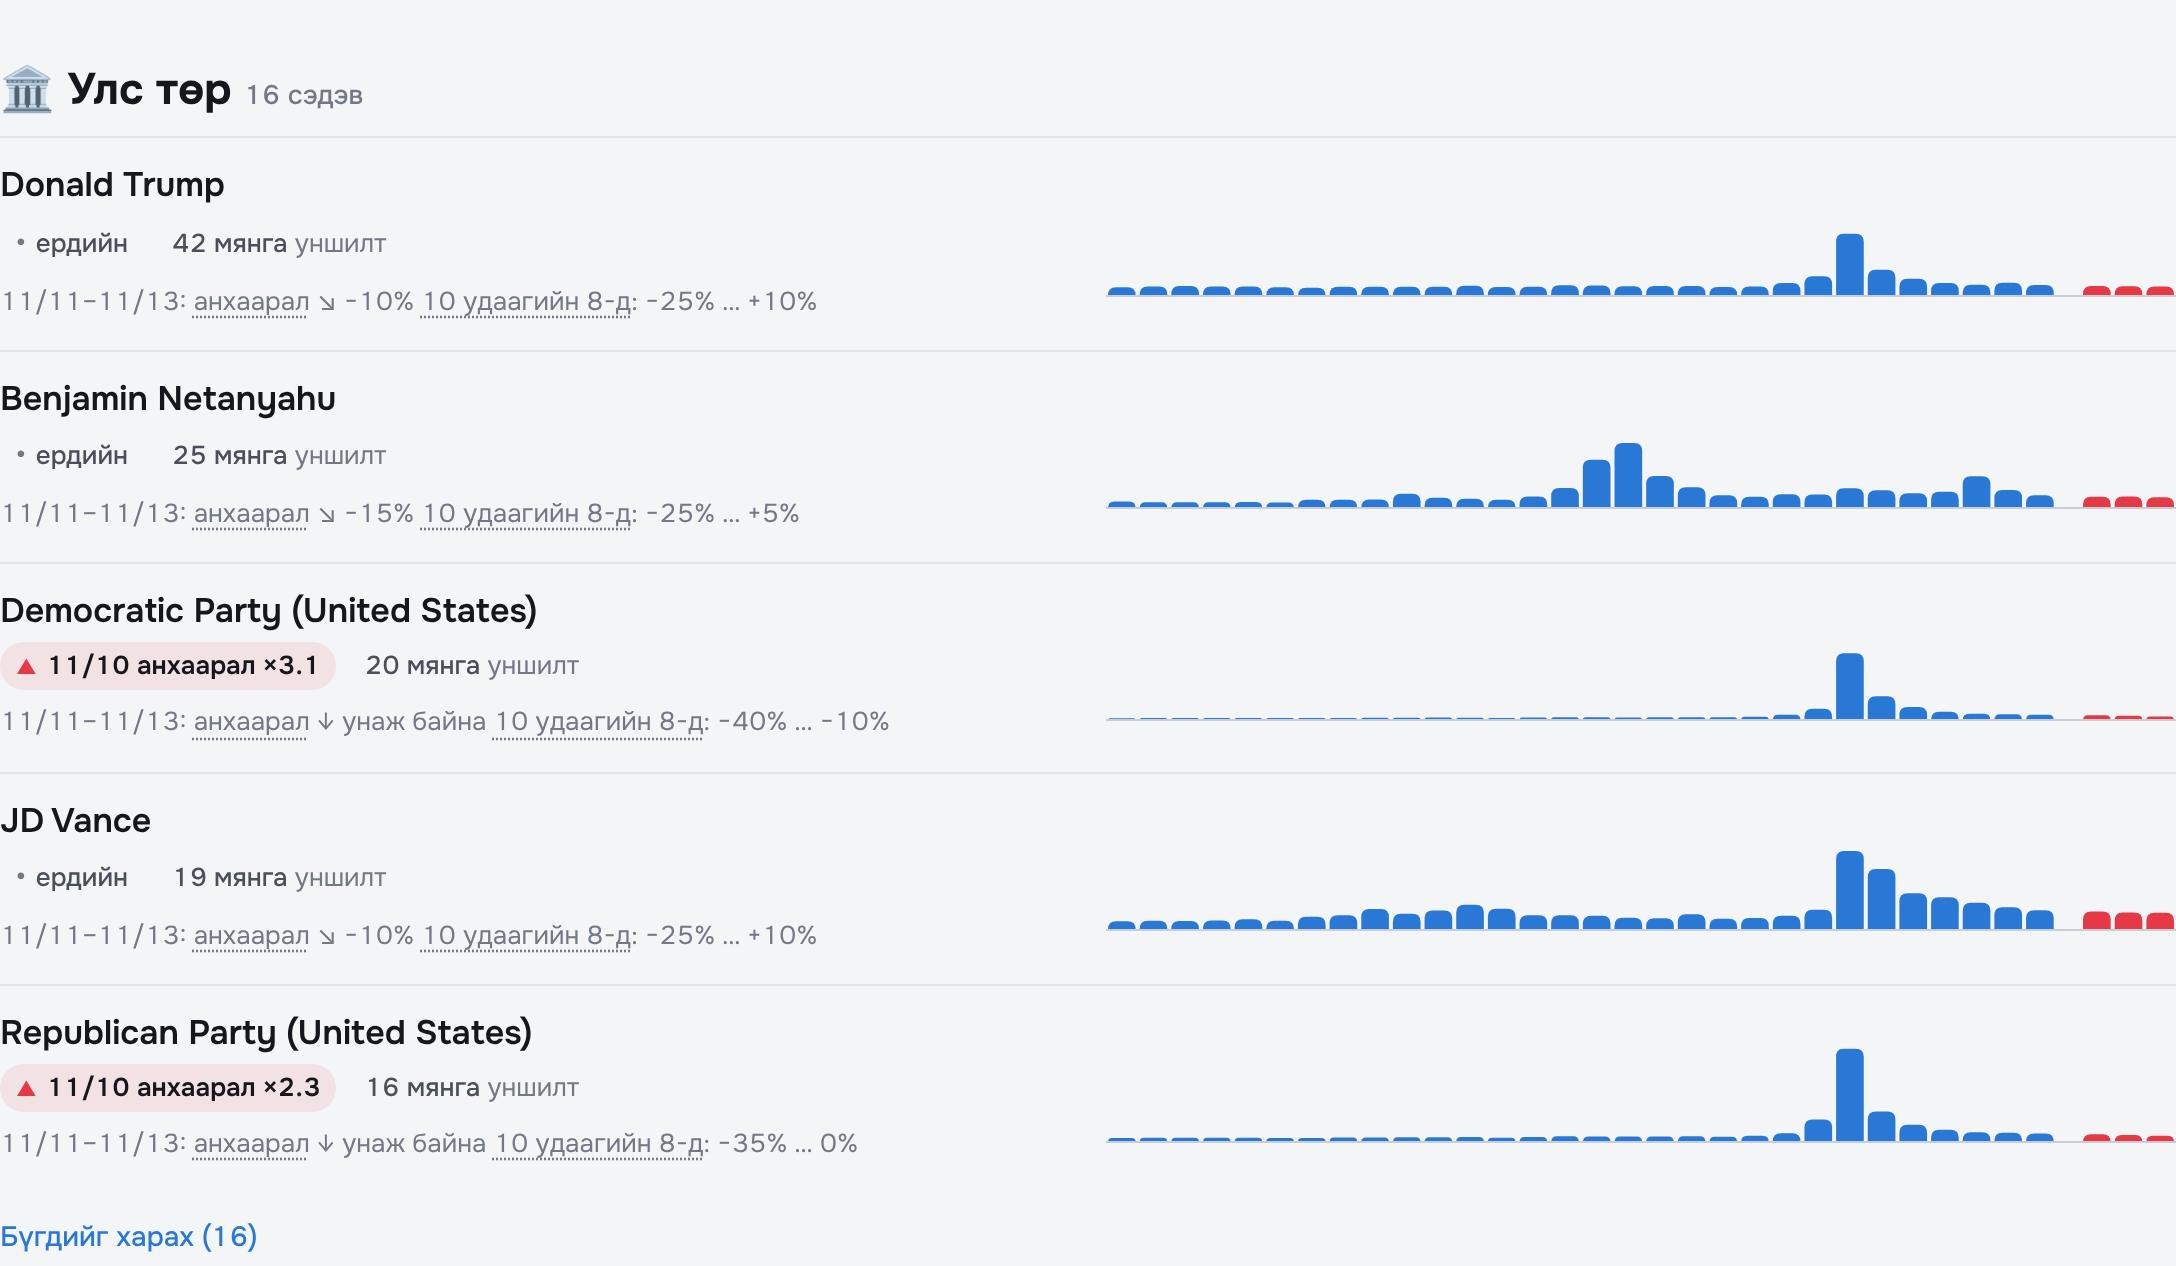 Улс төр 16 сэдэв
Donald Trump
• ердийн 42 мянга уншилт
11/11–11/13: анхаарал ↘ −10% 10 удаагийн 8-д: −25% … +10%
Benjamin Netanyahu
• ердийн 25 мянга уншилт
11/11–11/13: анхаарал ↘ −15% 10 удаагийн 8-д: −25% … +5%
Democratic Party (United States)
▲ 11/10 анхаарал ×3.1 20 мянга уншилт
11/11–11/13: анхаарал ↓ унаж байна 10 удаагийн 8-д: −40% … −10%
JD Vance
• ердийн 19 мянга уншилт
11/11–11/13: анхаарал ↘ −10% 10 удаагийн 8-д: −25% … +10%
Republican Party (United States)
▲ 11/10 анхаарал ×2.3 16 мянга уншилт
11/11–11/13: анхаарал ↓ унаж байна 10 удаагийн 8-д: −35% … 0%
Бүгдийг харах (16)